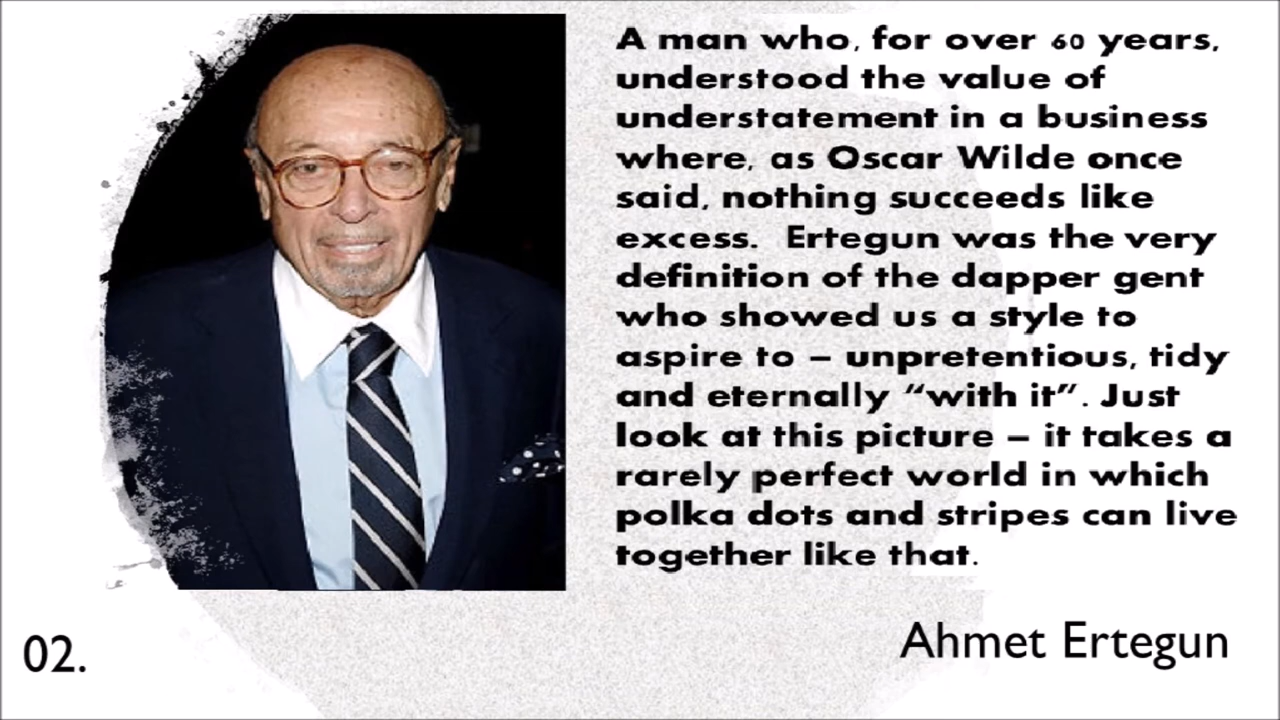 A man who, for over 60 years,
understood the value of
understatement in a business
where, as Oscar Wilde once
said, nothing succeeds like
excess. Ertegun was the very
definition of the dapper gent
who showed us a style to
aspire to – unpretentious, tidy
and eternally “with it”. Just
look at this picture – it takes a
rarely perfect world in which
polka dots and stripes can live
together like that.
02.
Ahmet Ertegun